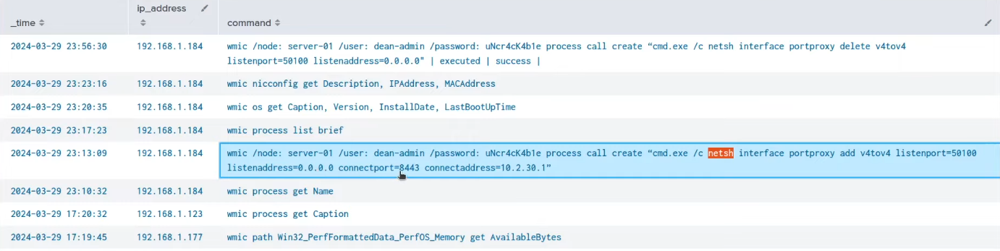 ip_address
_time
command
2024-03-29 23:56:30 192.168.1.184 wmic /node: server-01 /user: dean-admin /password: uNcr4cK4b1e process call create “cmd.exe /c netsh interface portproxy delete v4tov4
listenport=50100 listenaddress=0.0.0.0" | executed | success |
2024-03-29 23:23:16 192.168.1.184 wmic nicconfig get Description, IPAddress, MACAddress
2024-03-29 23:20:35 192.168.1.184 wmic os get Caption, Version, InstallDate, LastBootUpTime
2024-03-29 23:17:23 192.168.1.184 wmic process list brief
2024-03-29 23:13:09 192.168.1.184 wmic /node: server-01 /user: dean-admin /password: uNcr4cK4b1e process call create “cmd.exe /c netsh interface portproxy add v4tov4 listenport=50100
listenaddress=0.0.0.0 connectport=8443 connectaddress=10.2.30.1”
2024-03-29 23:10:32 192.168.1.184 wmic process get Name
2024-03-29 17:20:32 192.168.1.123 wmic process get Caption
2024-03-29 17:19:45 192.168.1.177 wmic path Win32_PerfFormattedData_PerfOS_Memory get AvailableBytes